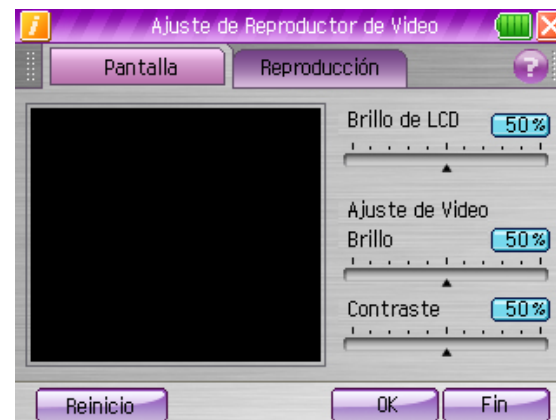 Ajuste de Reproductor de Video
Pantalla
Reproducción
?
Brillo de LCD
50%
Ajuste de Video
Brillo
50%
Contraste
50%
Reinicio
OK
Fin